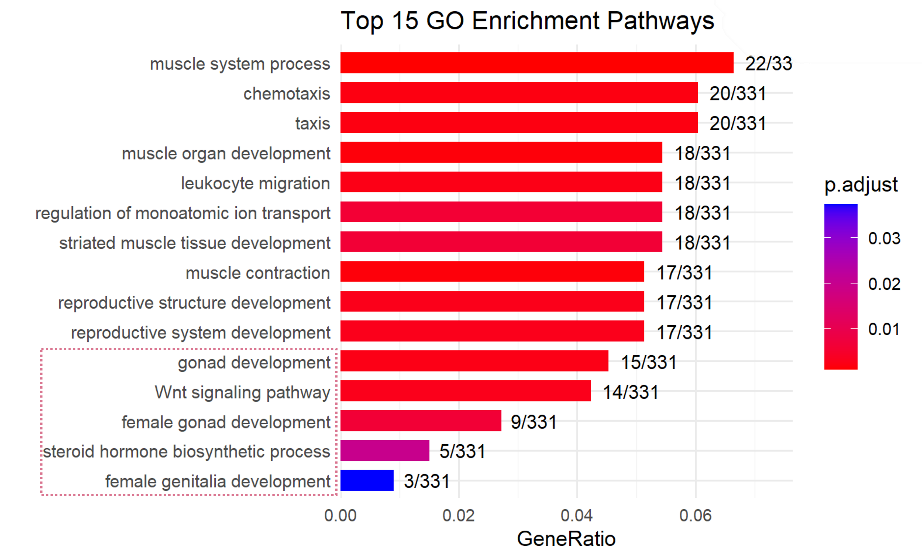 Top 15 GO Enrichment Pathways
muscle system process 22/33
chemotaxis 20/331
taxis 20/331
muscle organ development 18/331
leukocyte migration 18/331
regulation of monoatomic ion transport 18/331
striated muscle tissue development 18/331
muscle contraction 17/331
reproductive structure development 17/331
reproductive system development 17/331
gonad development 15/331
Wnt signaling pathway 14/331
female gonad development 9/331
steroid hormone biosynthetic process 5/331
female genitalia development 3/331
0.00 0.02 0.04 0.06
GeneRatio
p.adjust
0.03
0.02
0.01